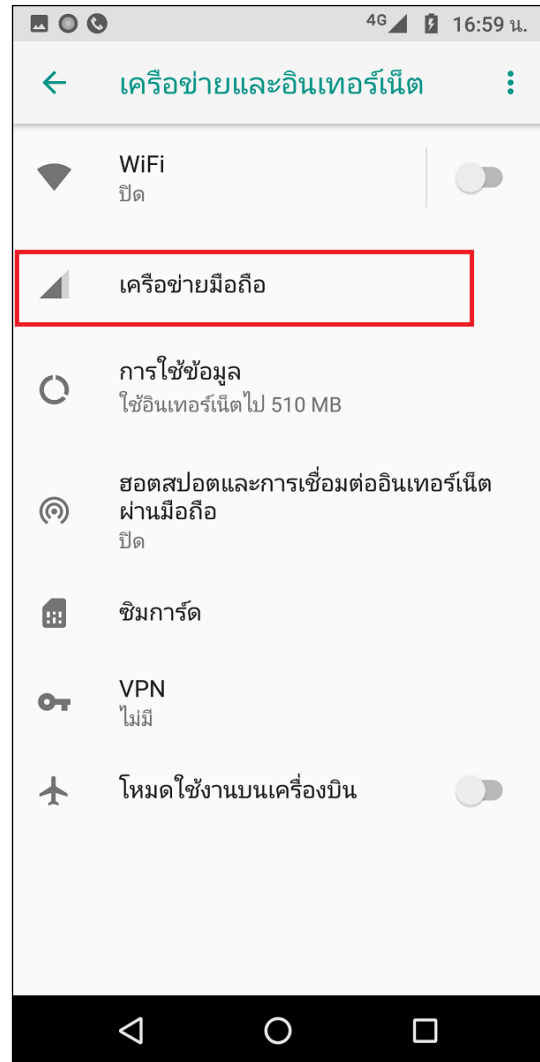 4G 16:59 น.
เครือข่ายและอินเทอร์เน็ต
WiFi
ปิด
เครือข่ายมือถือ
การใช้ข้อมูล
ใช้อินเทอร์เน็ตไป 510 MB
ฮอตสปอตและการเชื่อมต่ออินเทอร์เน็ต
ผ่านมือถือ
ปิด
ซิมการ์ด
VPN
ไม่มี
โหมดใช้งานบนเครื่องบิน